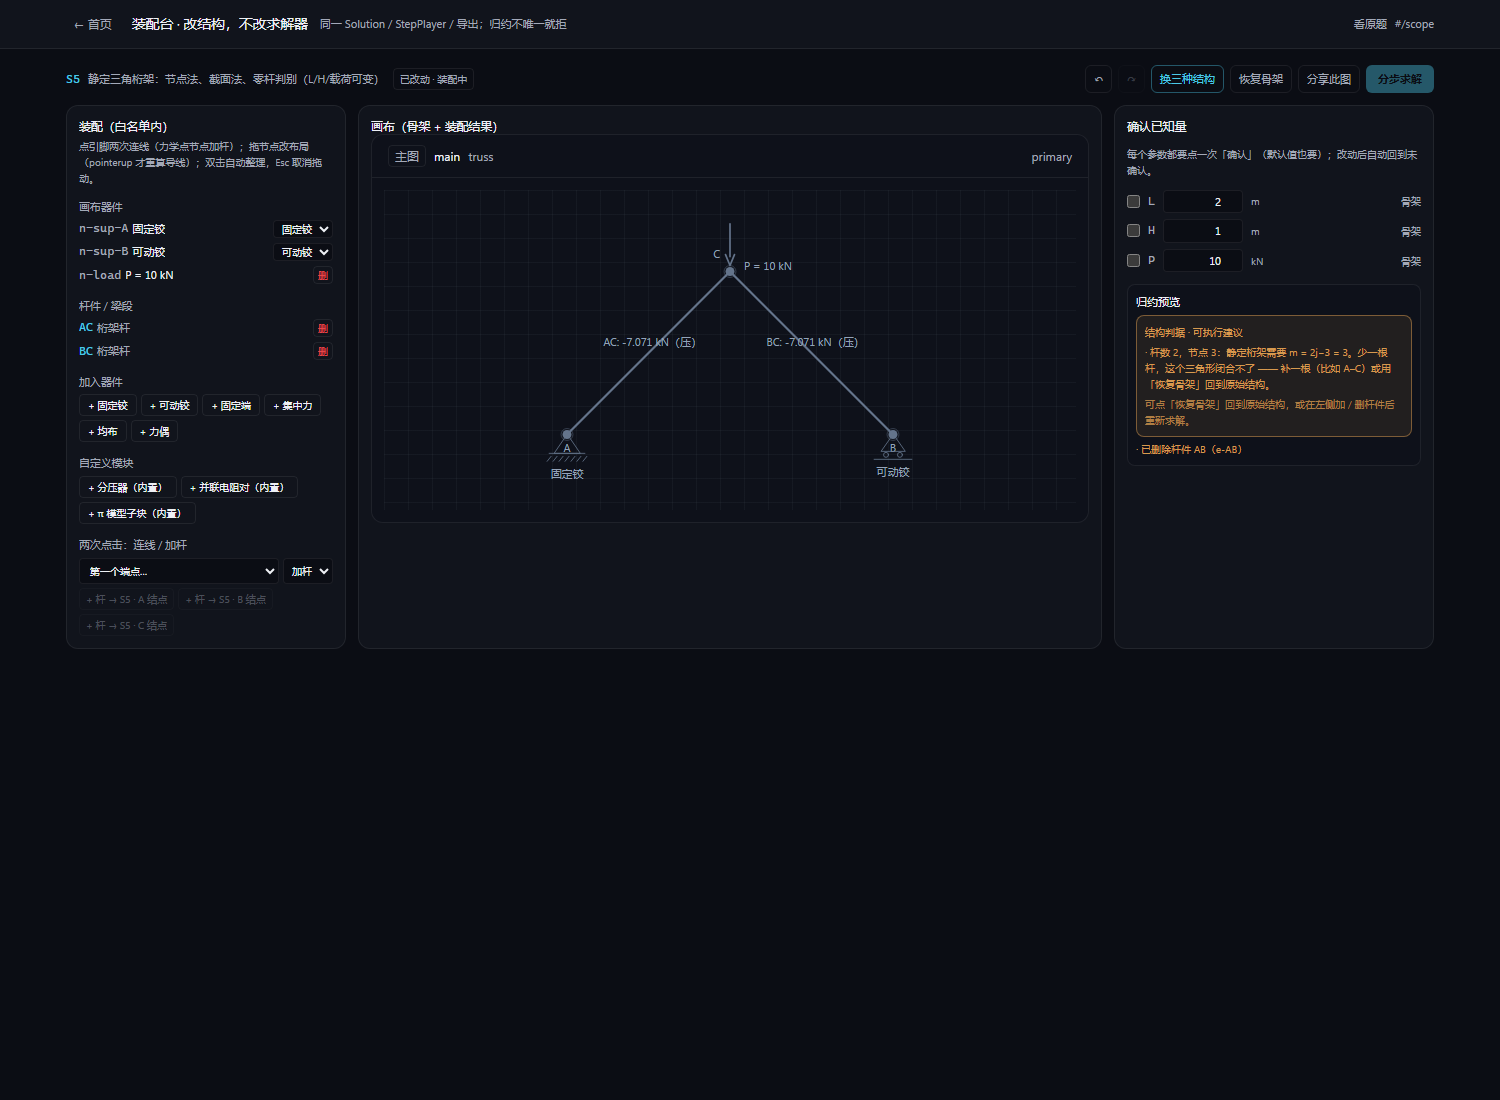 ← 首页 装配台 · 改结构，不改求解器 同一 Solution / StepPlayer / 导出；归约不唯一就拒 看原题 #/scope
S5 静定三角桁架：节点法、截面法、零杆判别（L/H/载荷可变） 已改动 · 装配中 ↶ ↷ 换三种结构 恢复骨架 分享此图 分步求解
装配（白名单内）
点引脚两次连线（力学点节点加杆）；拖节点改布局
（pointerup 才重算导线）；双击自动整理，Esc 取消拖
动。
画布器件
n-sup-A 固定铰 固定铰
n-sup-B 可动铰 可动铰
n-load P = 10 kN 删
杆件 / 梁段
AC 桁架杆 删
BC 桁架杆 删
加入器件
+ 固定铰 + 可动铰 + 固定端 + 集中力
+ 均布 + 力偶
自定义模块
+ 分压器（内置） + 并联电阻对（内置）
+ π 模型子块（内置）
两次点击：连线 / 加杆
第一个端点... 加杆
+ 杆 → S5 · A 结点 + 杆 → S5 · B 结点
+ 杆 → S5 · C 结点
画布（骨架 + 装配结果）
主图 main truss primary
C
P = 10 kN
AC: -7.071 kN（压） BC: -7.071 kN（压）
A B
固定铰 可动铰
确认已知量
每个参数都要点一次「确认」（默认值也要）；改动后自动回到未
确认。
L 2 m 骨架
H 1 m 骨架
P 10 kN 骨架
归约预览
结构判据 · 可执行建议
· 杆数 2，节点 3：静定桁架需要 m = 2j−3 = 3。少一根
杆，这个三角形闭合不了 —— 补一根（比如 A–C）或用
「恢复骨架」回到原始结构。
可点「恢复骨架」回到原始结构，或在左侧加 / 删杆件后
重新求解。
· 已删除杆件 AB（e-AB）